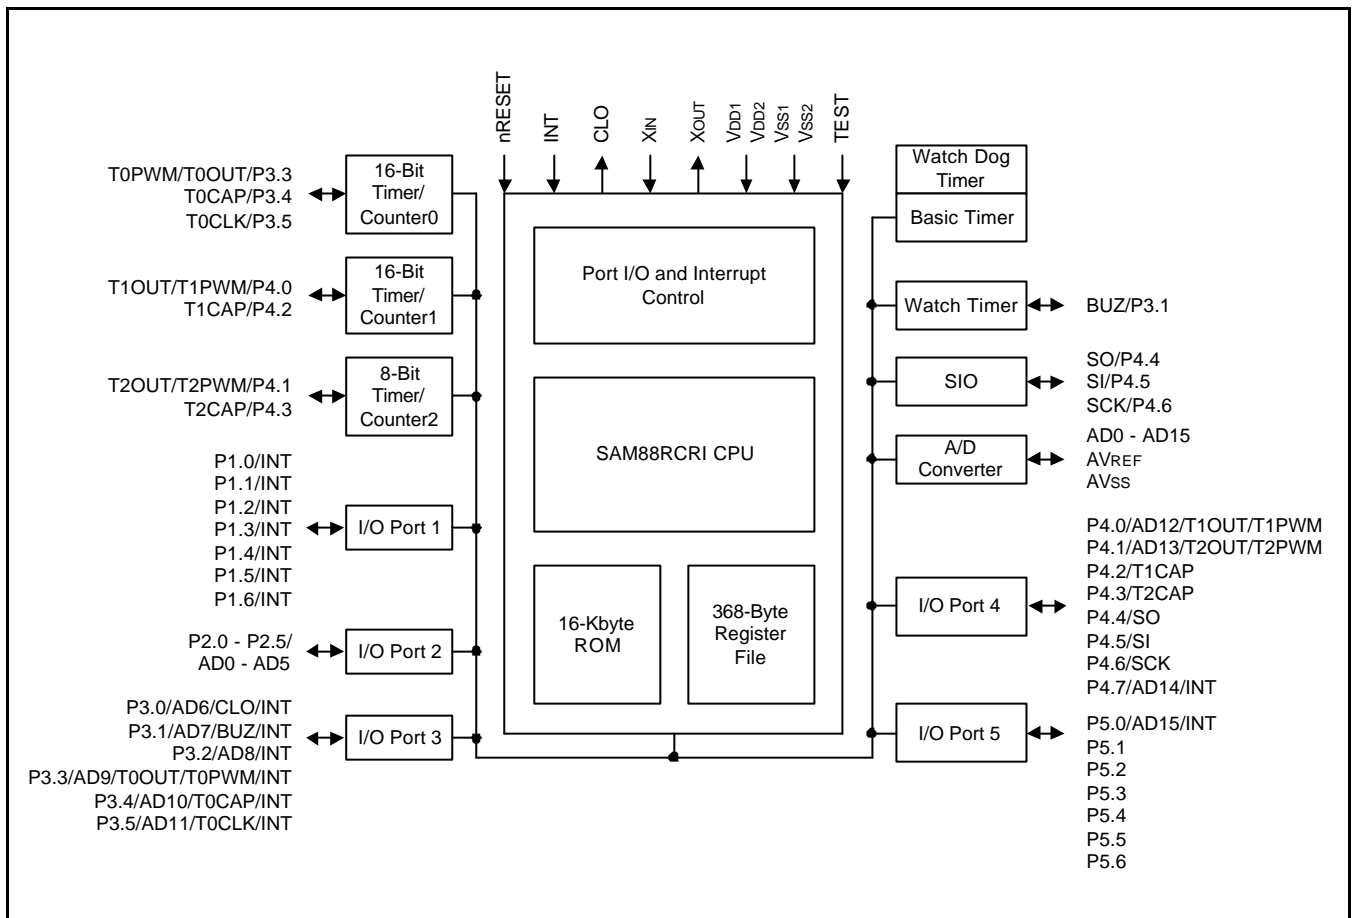 nRESET
INT
CLO
XIN
XOUT
VDD1
VDD2
VSS1
VSS2
TEST
T0PWM/T0OUT/P3.3
T0CAP/P3.4
T0CLK/P3.5
16-Bit
Timer/
Counter0
T1OUT/T1PWM/P4.0
T1CAP/P4.2
16-Bit
Timer/
Counter1
T2OUT/T2PWM/P4.1
T2CAP/P4.3
8-Bit
Timer/
Counter2
P1.0/INT
P1.1/INT
P1.2/INT
P1.3/INT
P1.4/INT
P1.5/INT
P1.6/INT
I/O Port 1
P2.0 - P2.5/
AD0 - AD5
I/O Port 2
P3.0/AD6/CLO/INT
P3.1/AD7/BUZ/INT
P3.2/AD8/INT
P3.3/AD9/T0OUT/T0PWM/INT
P3.4/AD10/T0CAP/INT
P3.5/AD11/T0CLK/INT
I/O Port 3
Port I/O and Interrupt
Control
SAM88RCRI CPU
16-Kbyte
ROM
368-Byte
Register
File
Watch Dog
Timer
Basic Timer
Watch Timer
BUZ/P3.1
SIO
SO/P4.4
SI/P4.5
SCK/P4.6
A/D
Converter
AD0 - AD15
AVREF
AVSS
I/O Port 4
P4.0/AD12/T1OUT/T1PWM
P4.1/AD13/T2OUT/T2PWM
P4.2/T1CAP
P4.3/T2CAP
P4.4/SO
P4.5/SI
P4.6/SCK
P4.7/AD14/INT
I/O Port 5
P5.0/AD15/INT
P5.1
P5.2
P5.3
P5.4
P5.5
P5.6